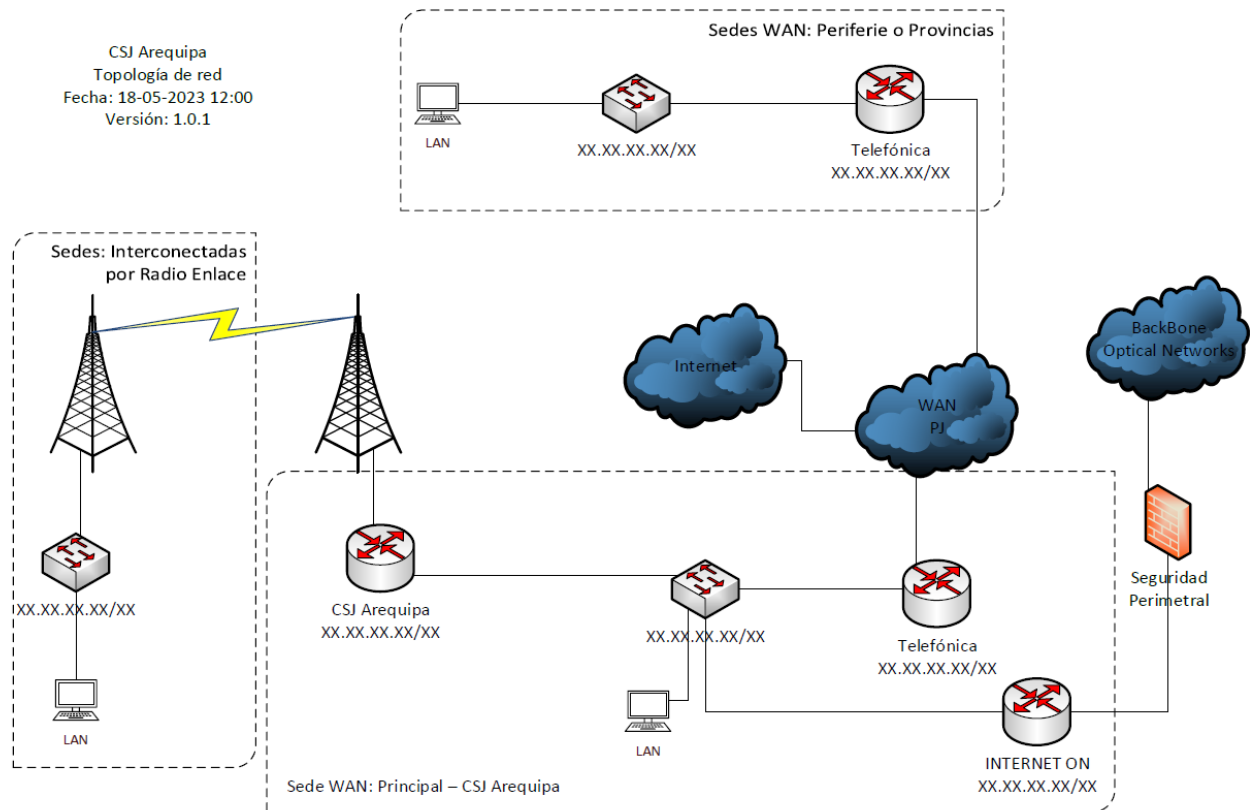 CSJ Arequipa
Topología de red
Fecha: 18-05-2023 12:00
Versión: 1.0.1
Sedes WAN: Periferie o Provincias
LAN
XX.XX.XX.XX/XX
Telefónica
XX.XX.XX.XX/XX
Sedes: Interconectadas
por Radio Enlace
Internet
WAN
PJ
BackBone
Optical Networks
XX.XX.XX.XX/XX
LAN
CSJ Arequipa
XX.XX.XX.XX/XX
XX.XX.XX.XX/XX
Telefónica
XX.XX.XX.XX/XX
Seguridad
Perimetral
LAN
INTERNET ON
XX.XX.XX.XX/XX
Sede WAN: Principal – CSJ Arequipa